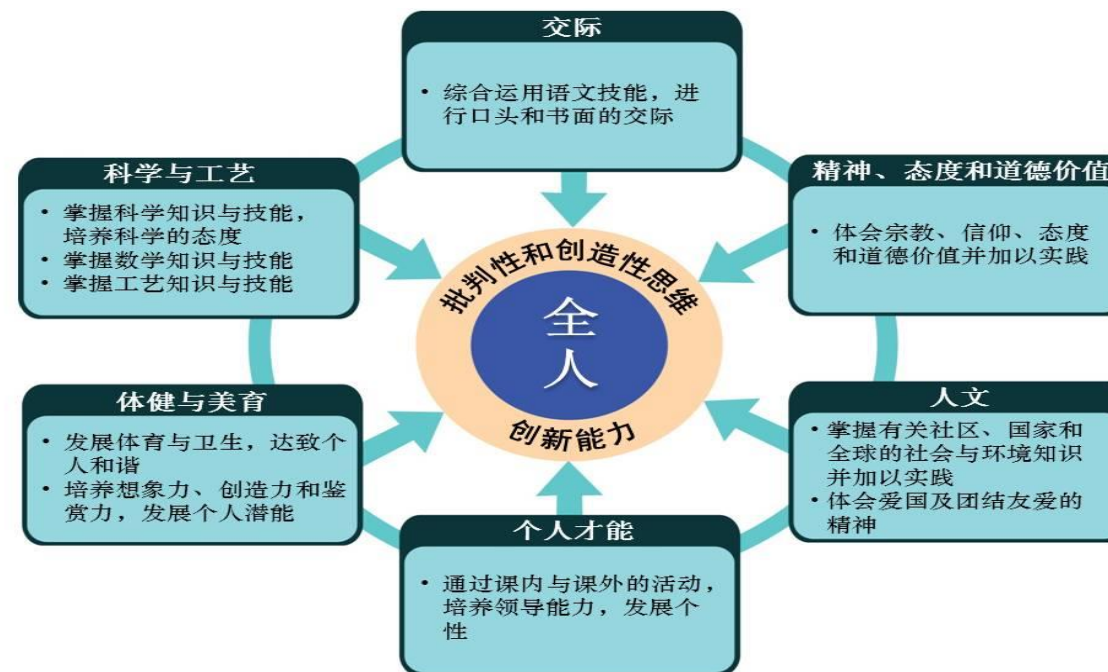 交际
• 综合运用语文技能，进
行口头和书面的交际
科学与工艺
• 掌握科学知识与技能，
培养科学的态度
• 掌握数学知识与技能
• 掌握工艺知识与技能
精神、态度和道德价值
• 体会宗教、信仰、态度
和道德价值并加以实践
批判性和创造性思维
全
人
创新能力
体健与美育
• 发展体育与卫生，达致个
人和谐
• 培养想象力、创造力和鉴
赏力，发展个人潜能
人文
• 掌握有关社区、国家和
全球的社会与环境知识
并加以实践
• 体会爱国及团结友爱的
精神
个人才能
• 通过课内与课外的活动，
培养领导能力，发展个
性